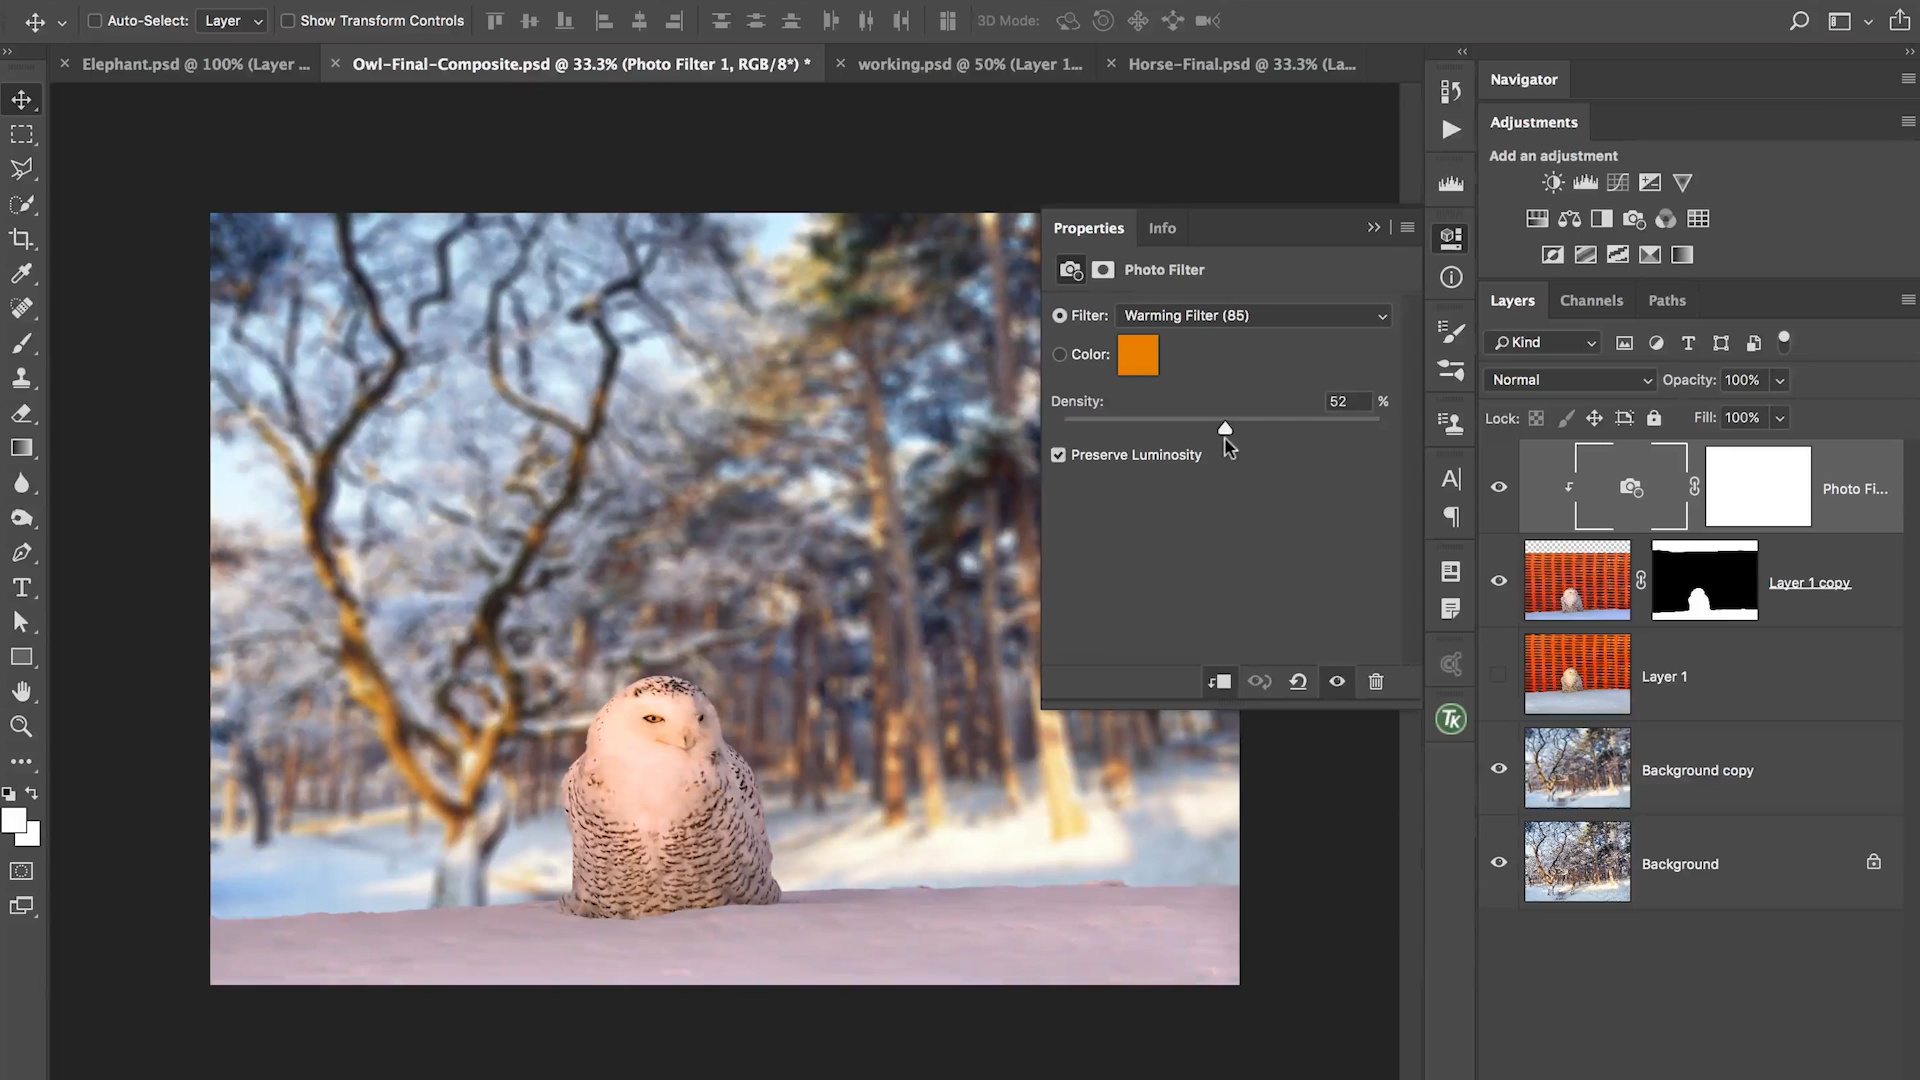 Auto-Select: Layer Show Transform Controls 3D Mode:
Elephant.psd @ 100% (Layer ... Owl-Final-Composite.psd @ 33.3% (Photo Filter 1, RGB/8*) * working.psd @ 50% (Layer 1... Horse-Final.psd @ 33.3% (La...
Navigator
Adjustments
Add an adjustment
Properties Info
Photo Filter
Filter: Warming Filter (85)
Color:
Density: 52 %
Preserve Luminosity
Layers Channels Paths
Kind
Normal Opacity: 100%
Lock: Fill: 100%
Photo Fi...
Layer 1 copy
Layer 1
Background copy
Background
TK